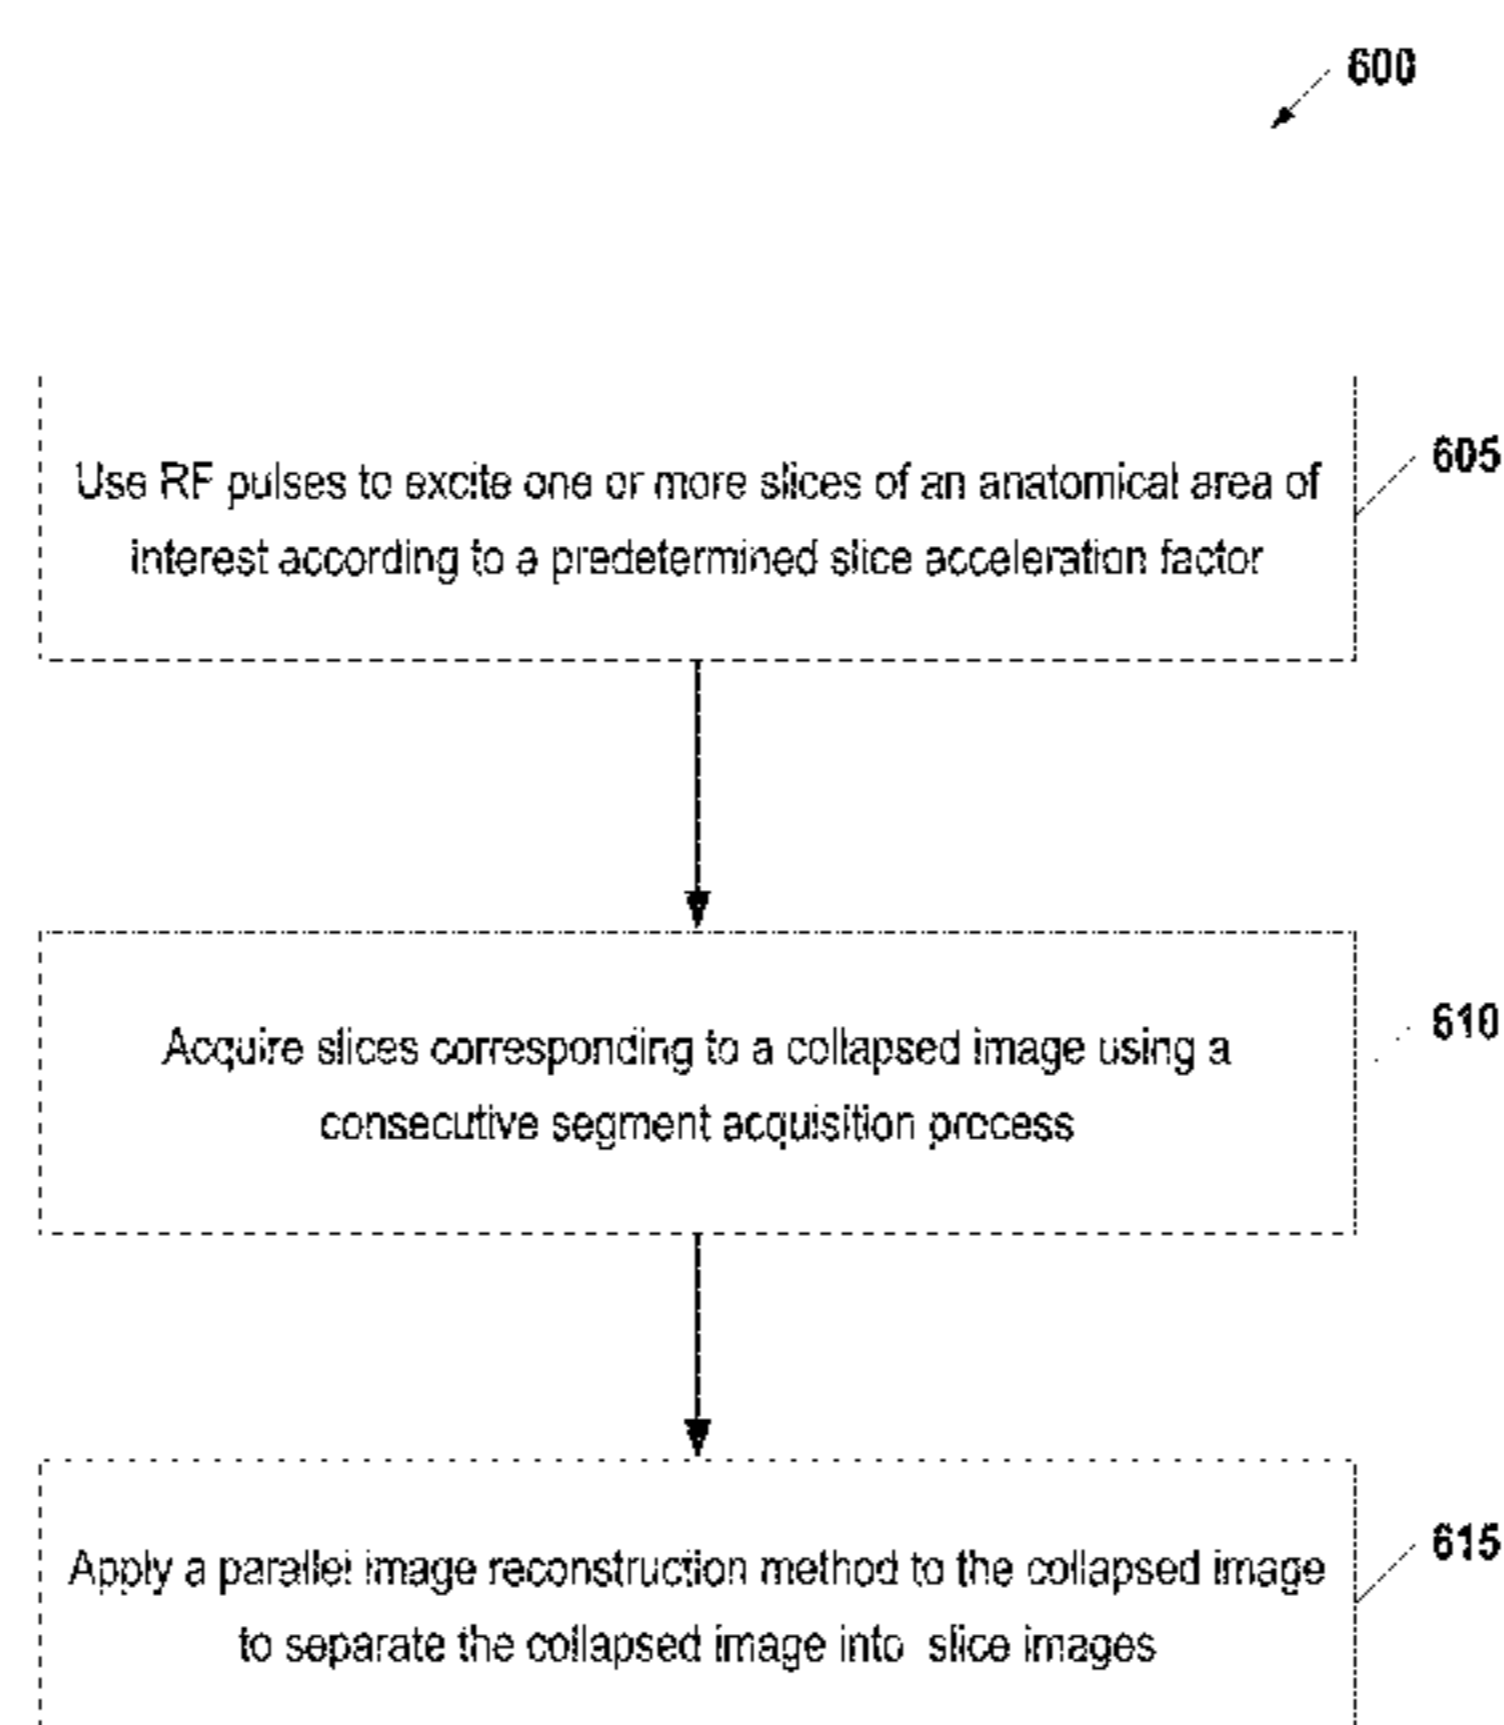 600
605
Use RF pulses to excite one or more slices of an anatomical area of
interest according to a predetermined slice acceleration factor
610
Acquire slices corresponding to a collapsed image using a
consecutive segment acquisition process
615
Apply a parallel image reconstruction method to the collapsed image
to separate the collapsed image into slice images